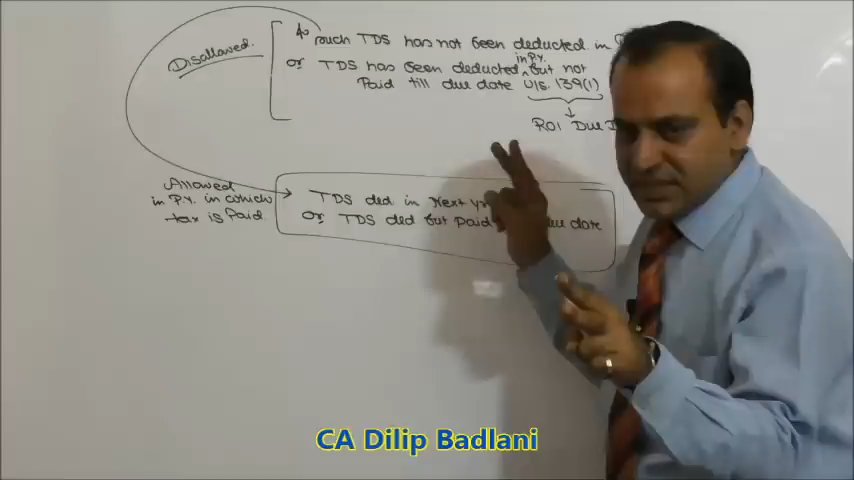 Disallowed.
such TDS has not been deducted in
or TDS has been deducted in P.Y. but not
Paid till due date U/s. 139(1)
ROI Due
Allowed
in P.Y. in which
tax is Paid.
TDS ded. in Next yr
or TDS ded but paid due date
CA Dilip Badlani